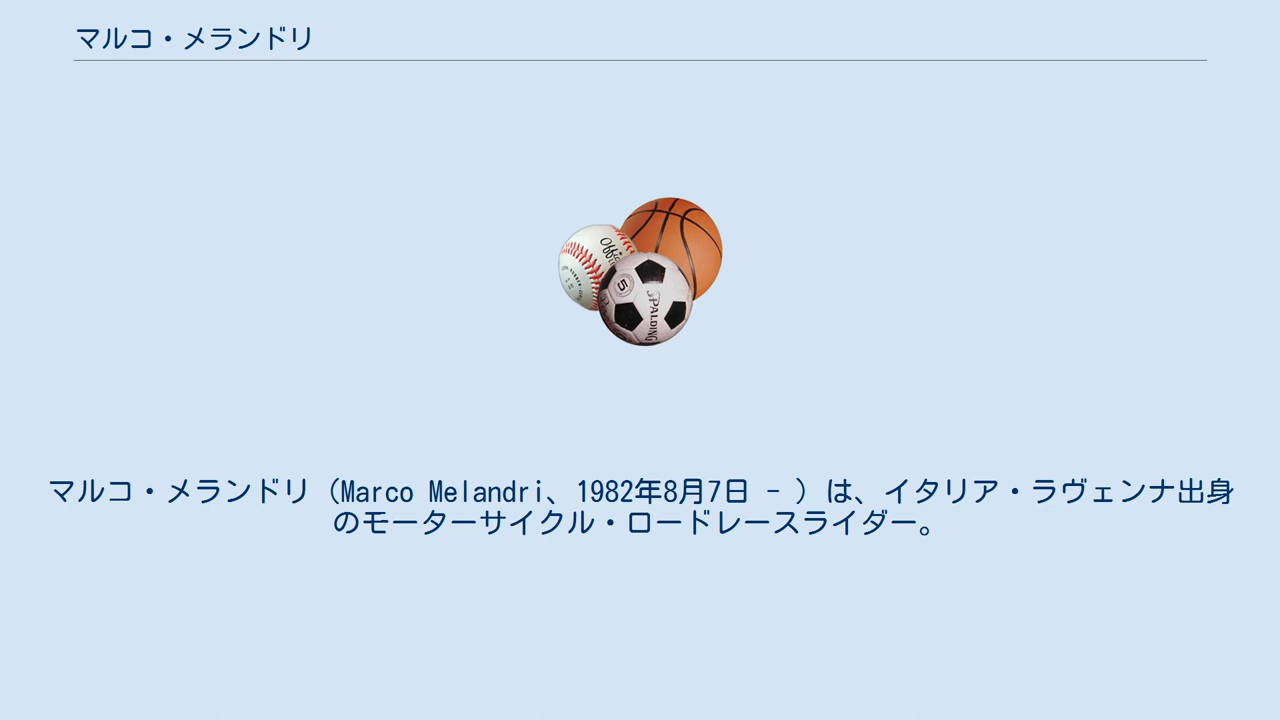 マルコ・メランドリ
Offi
5
SPALDING
マルコ・メランドリ（Marco Melandri、1982年8月7日 - ）は、イタリア・ラヴェンナ出身
のモーターサイクル・ロードレースライダー。